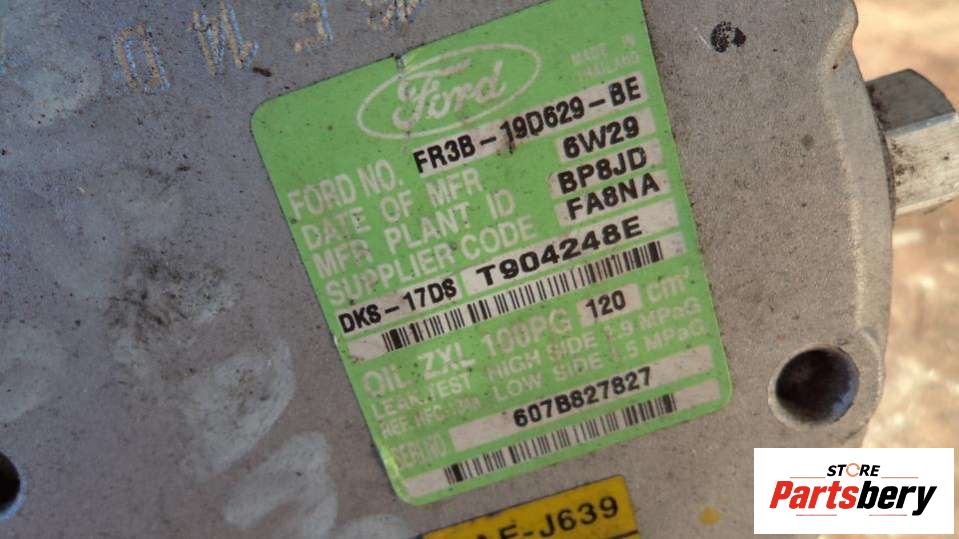 Ford
MADE IN
THAILAND
FORD NO. FR3B-19D629-BE
DATE OF MFR 6W29
MFR PLANT ID BP8JD
SUPPLIER CODE FA8NA
DKS-17DS T904248E
OIL ZXL 100PG 120 cm³
LEAK TEST HIGH SIDE 1.9 MPaG
LOW SIDE 1.5 MPaG
607B827827
AE-J639
STORE
Partsbery